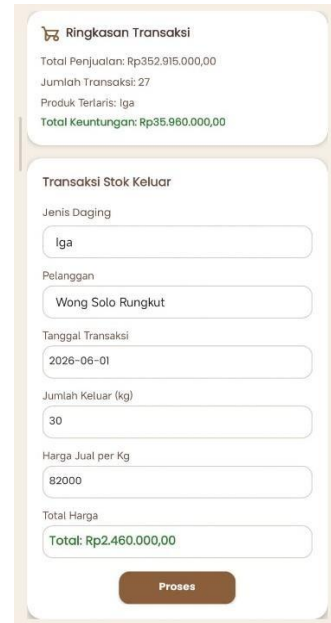 Ringkasan Transaksi
Total Penjualan: Rp352.915.000,00
Jumlah Transaksi: 27
Produk Terlaris: Iga
Total Keuntungan: Rp35.960.000,00
Transaksi Stok Keluar
Jenis Daging
Iga
Pelanggan
Wong Solo Rungkut
Tanggal Transaksi
2026-06-01
Jumlah Keluar (kg)
30
Harga Jual per Kg
82000
Total Harga
Total: Rp2.460.000,00
Proses